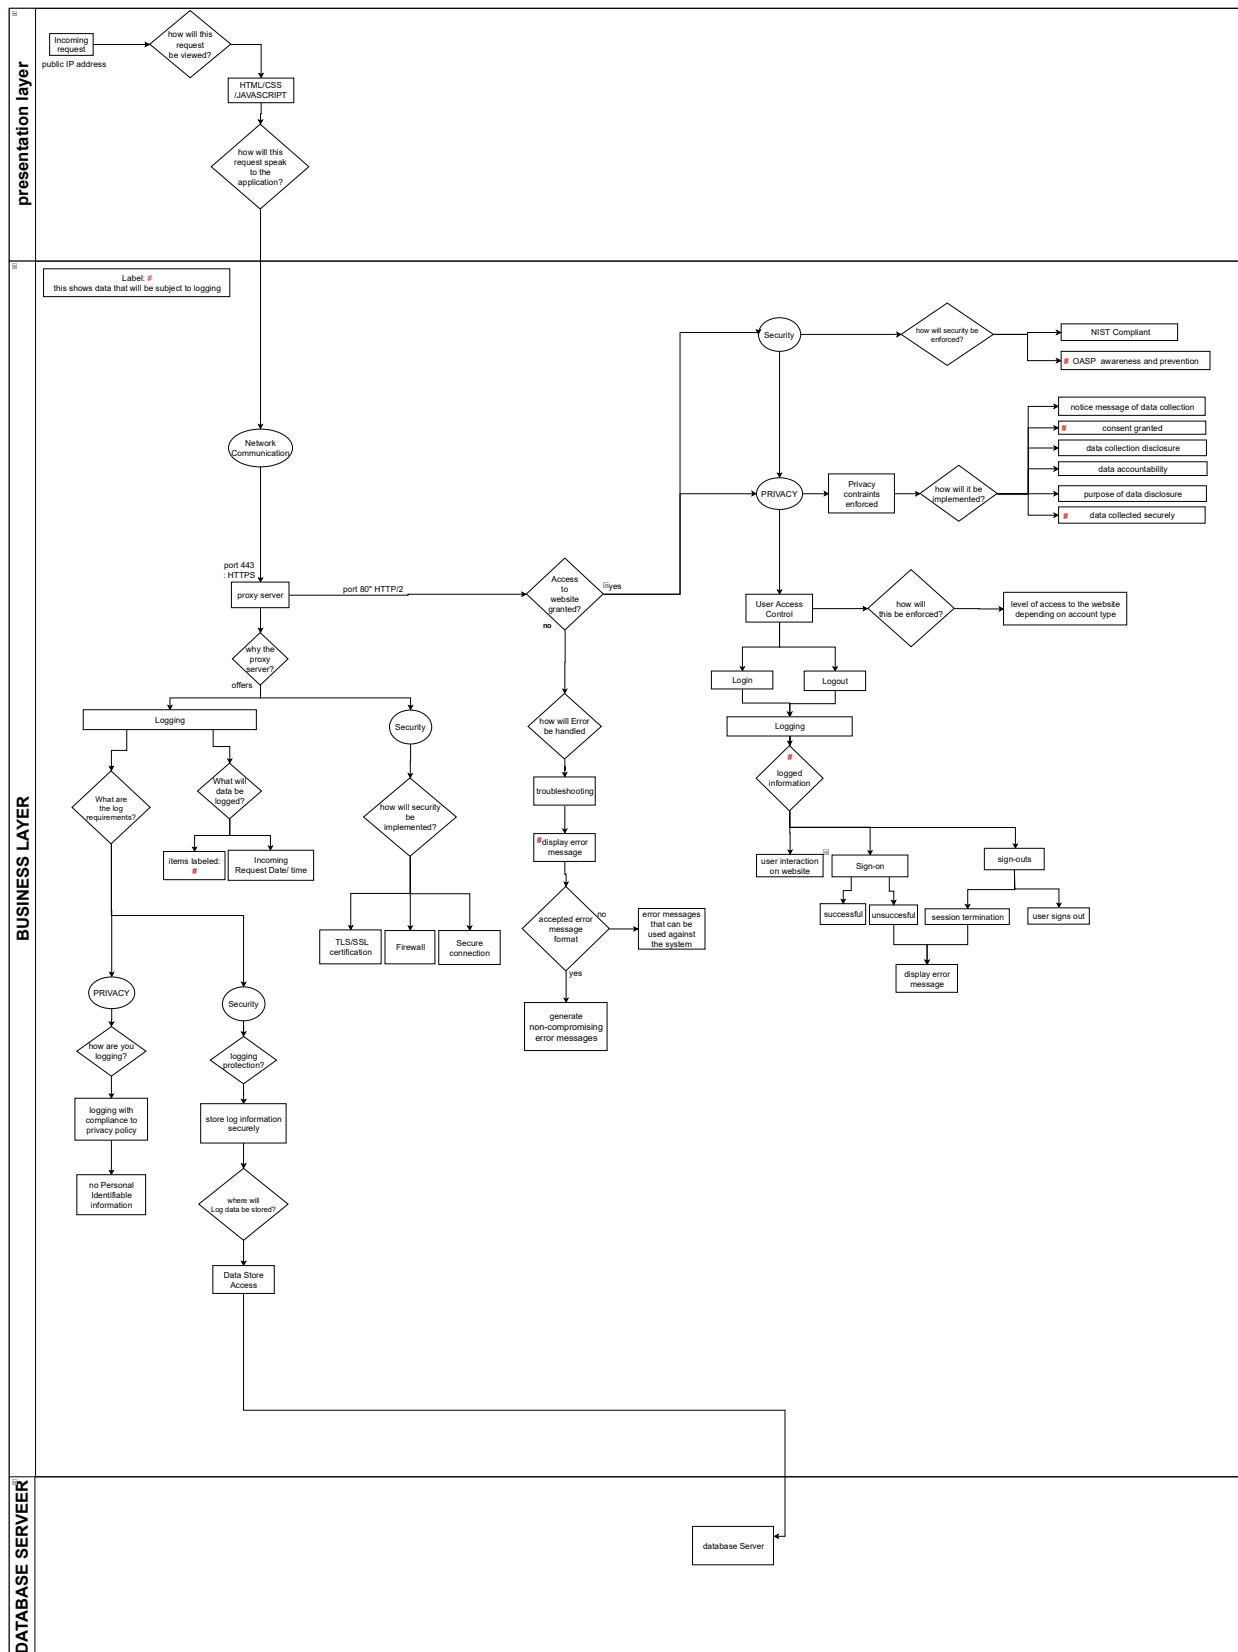 presentation layer
Incoming
request
public IP address
how will this
request
be viewed?
HTML/CSS
/JAVASCRIPT
how will this
request speak
to the
application?
BUSINESS LAYER
Label: #
this shows data that will be subject to logging
Network
Communication
port 443
: HTTPS
proxy server
port 80" HTTP/2
why the
proxy
server?
offers
Logging
Security
What are
the log
requirements?
What will
data be
logged?
items labeled:
#
Incoming
Request Date/ time
how will security
be
implemented?
TLS/SSL
certification
Firewall
Secure
connection
PRIVACY
how are you
logging?
logging with
compliance to
privacy policy
no Personal
Identifiable
information
Security
logging
protection?
store log information
securely
where will
Log data be stored?
Data Store
Access
Access
to
website
granted?
yes
no
how will Error
be handled
troubleshooting
#display error
message
accepted error
message
format
no
error messages
that can be
used against
the system
yes
generate
non-compromising
error messages
Security
how will security be
enforced?
NIST Compliant
# OASP awareness and prevention
PRIVACY
Privacy
contraints
enforced
how will it be
implemented?
notice message of data collection
# consent granted
data collection disclosure
data accountability
purpose of data disclosure
# data collected securely
User Access
Control
how will
this be enforced?
level of access to the website
depending on account type
Login
Logout
Logging
#
logged
information
user interaction
on website
Sign-on
successful
unsuccesful
sign-outs
session termination
user signs out
display error
message
DATABASE SERVEER
database Server